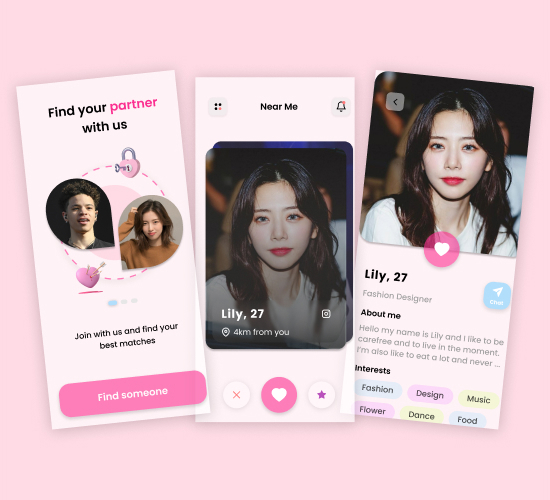 Find your partner
with us
Join with us and find your
best matches
Find someone
Near Me
Lily, 27
4km from you
Lily, 27
Fashion Designer
Chat
About me
Hello my name is Lily and I like to be
carefree and to live in the moment.
I'm also like to eat a lot and never ...
Interests
Fashion
Design
Music
Flower
Dance
Food